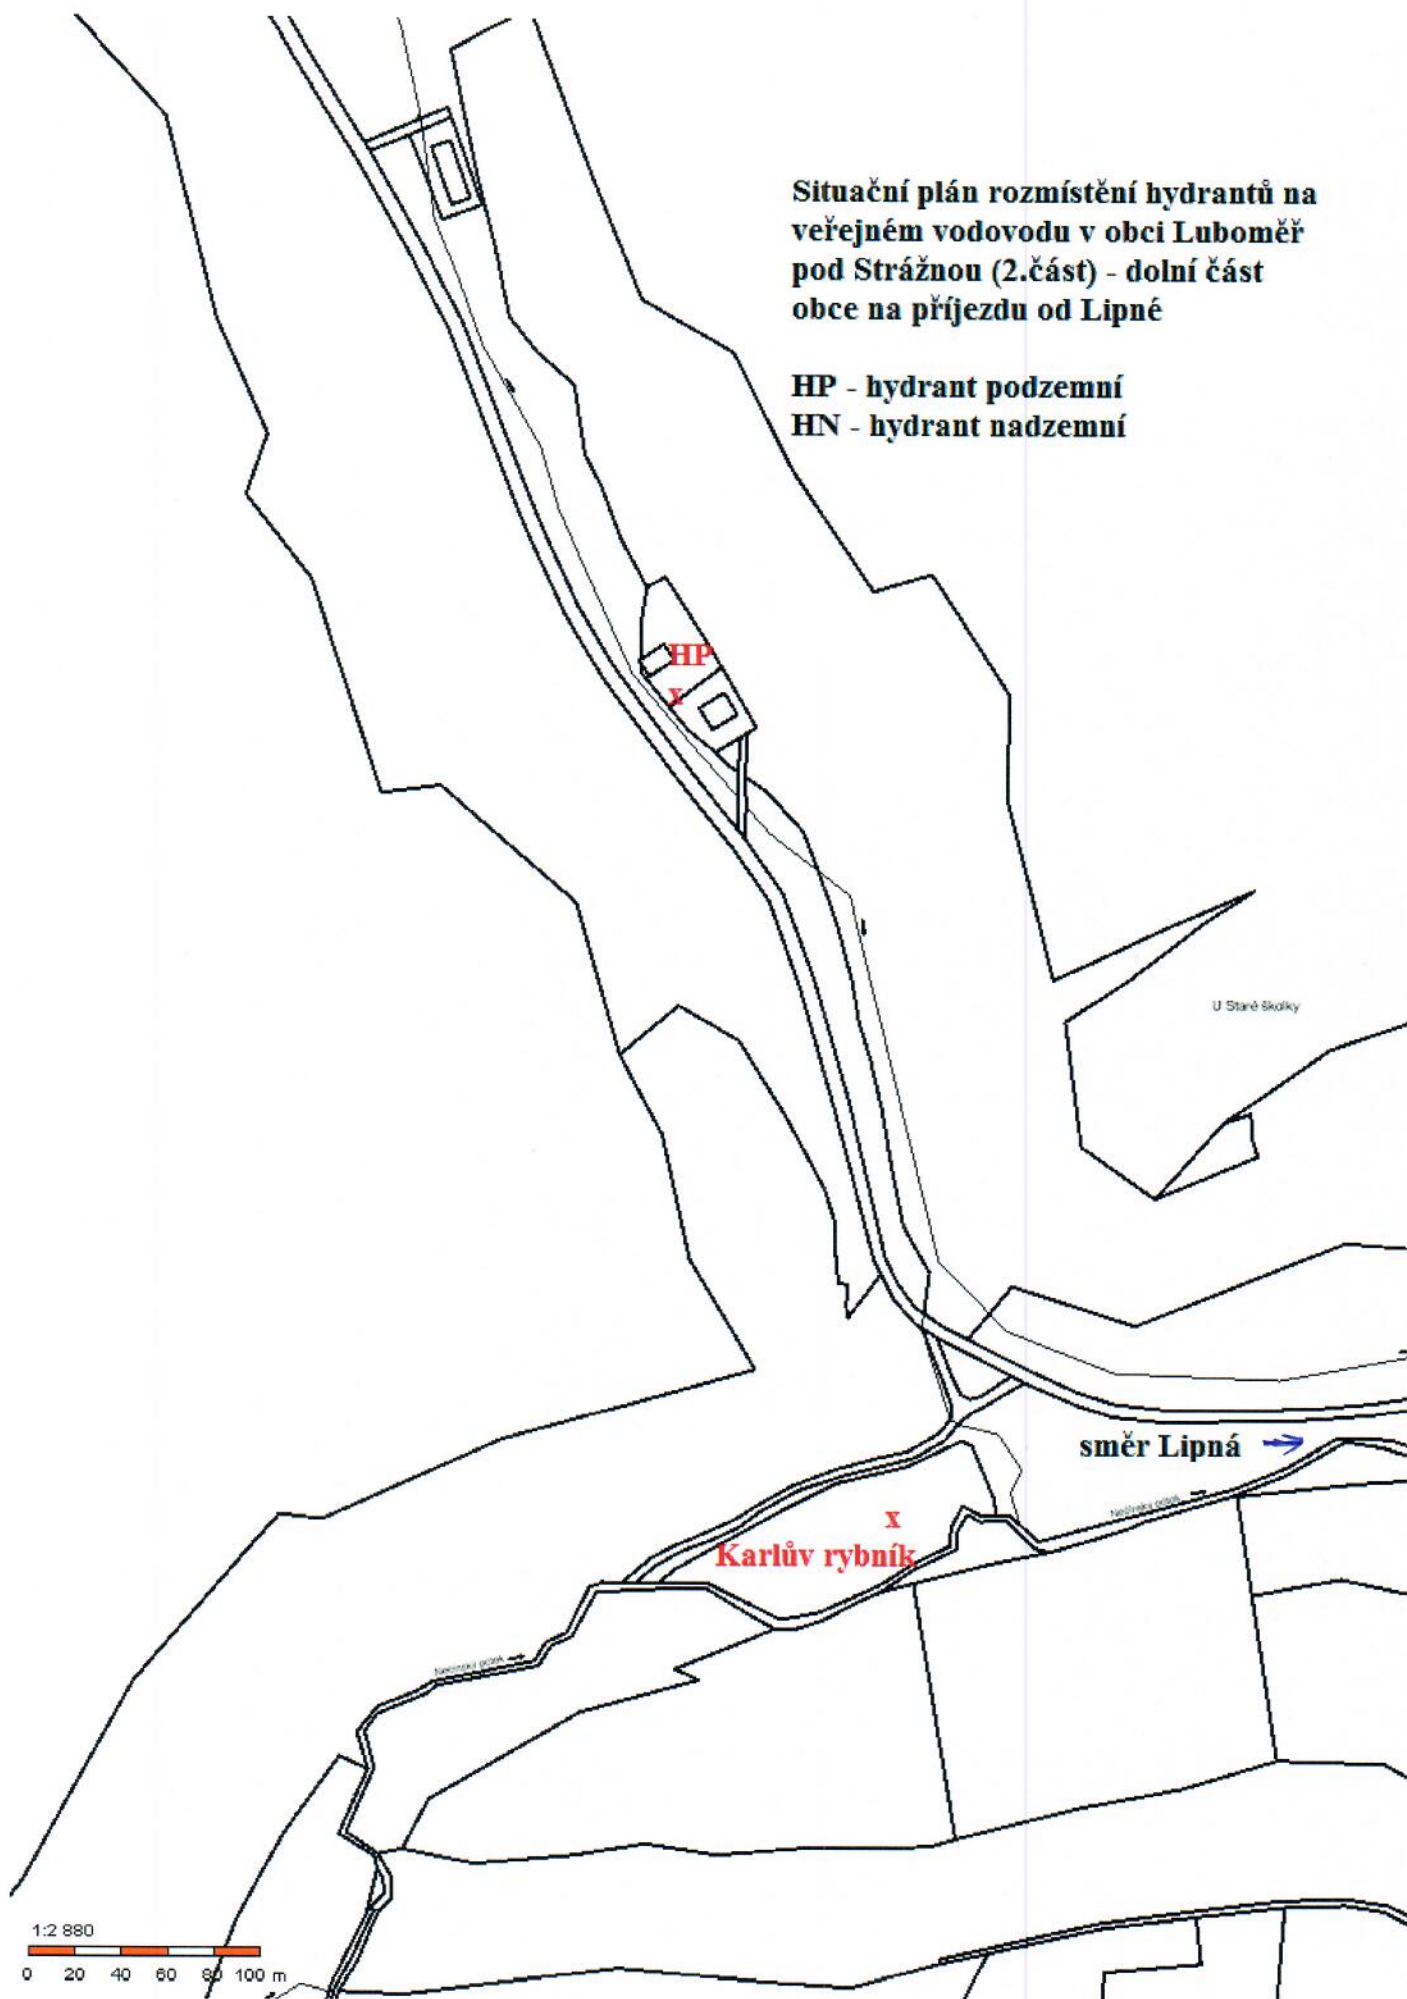 Situační plán rozmístění hydrantů na
veřejném vodovodu v obci Luboměř
pod Strážnou (2.část) - dolní část
obce na příjezdu od Lipné
HP - hydrant podzemní
HN - hydrant nadzemní
HP
x
U Staré školky
směr Lipná
x
Karlův rybník
potok
potok
1:2 880
0 20 40 60 80 100 m